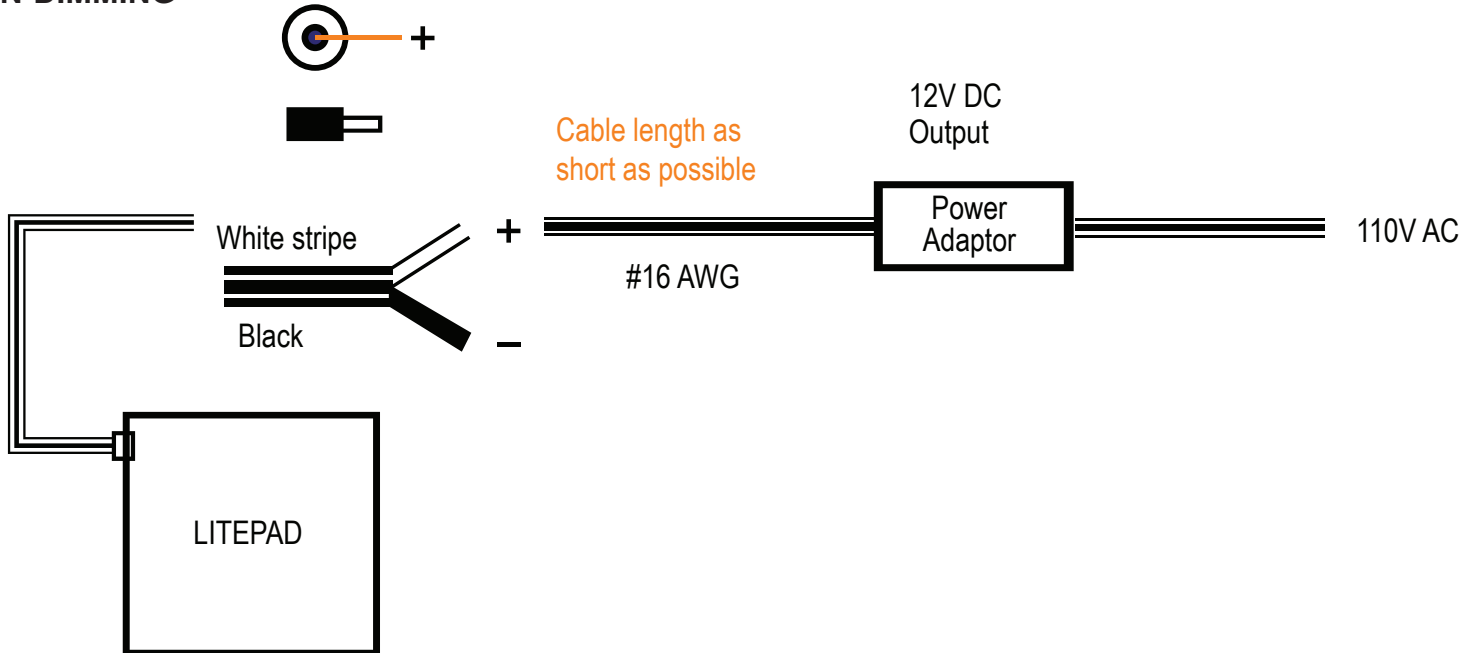 DIMMING
+
Cable length as
short as possible
12V DC
Output
White stripe
+
Power
Adaptor
110V AC
#16 AWG
Black
–
LITEPAD